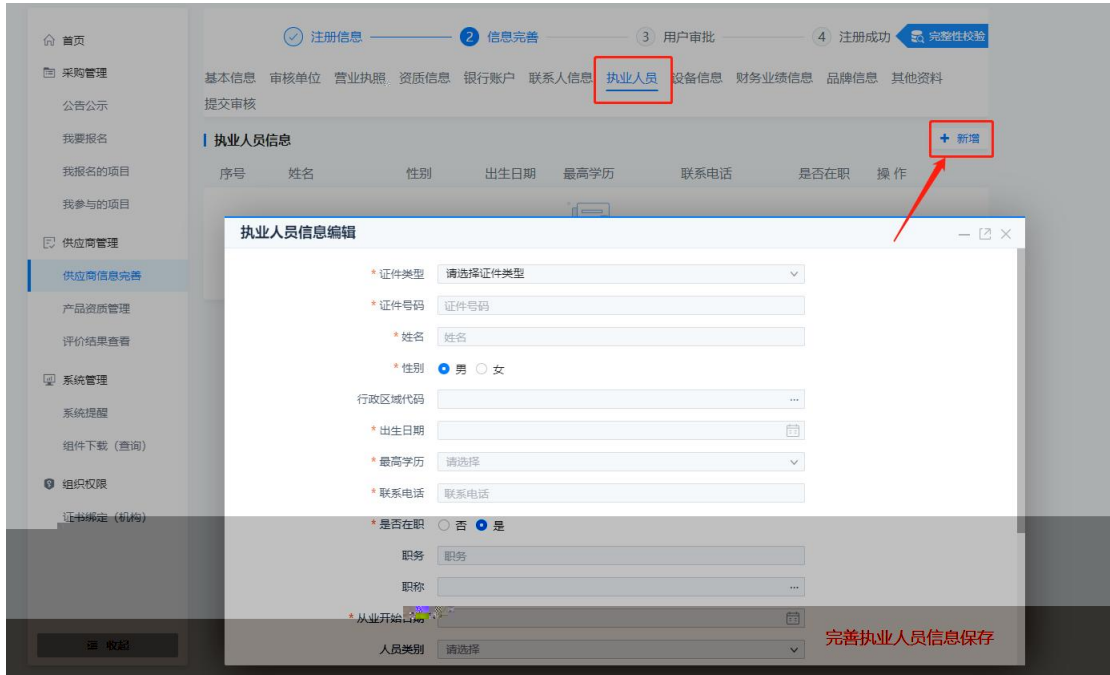 首页
采购管理
公告公示
我要报名
我报名的项目
我参与的项目
供应商管理
供应商信息完善
产品资质管理
评价结果查看
系统管理
系统提醒
组件下载（查询）
组织权限
证书绑定（机构）
收起
注册信息 2 信息完善 3 用户审批 4 注册成功 完整性校验
基本信息 审核单位 营业执照 资质信息 银行账户 联系人信息 执业人员 设备信息 财务业绩信息 品牌信息 其他资料
提交审核
执业人员信息
+ 新增
序号 姓名 性别 出生日期 最高学历 联系电话 是否在职 操作
执业人员信息编辑
* 证件类型 请选择证件类型
* 证件号码 证件号码
* 姓名 姓名
* 性别 男 女
行政区域代码 ...
* 出生日期
* 最高学历 请选择
* 联系电话 联系电话
* 是否在职 否 是
职务 职务
职称 ...
* 从业开始日期
人员类别 请选择
完善执业人员信息保存